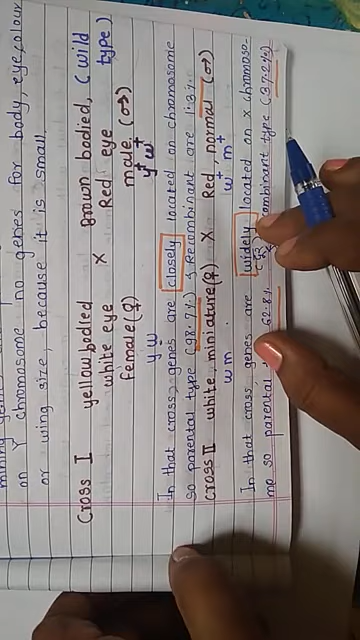 on Y chromosome no genes for body, eye colour
or wing size, because it is small.
Cross I yellow bodied X Brown bodied, (wild
white eye Red eye type)
female (♀) male (♂)
y w y⁺ w⁺
In that cross, genes are closely located on chromosome
so parental type (98.7%) & Recombinant are 1.3%
cross II white, miniature (♀) X Red, normal (♂)
w m w⁺ m⁺
In that cross, genes are widely located on X chromoso-
me so parental 62.8% combinant type (37.2%)